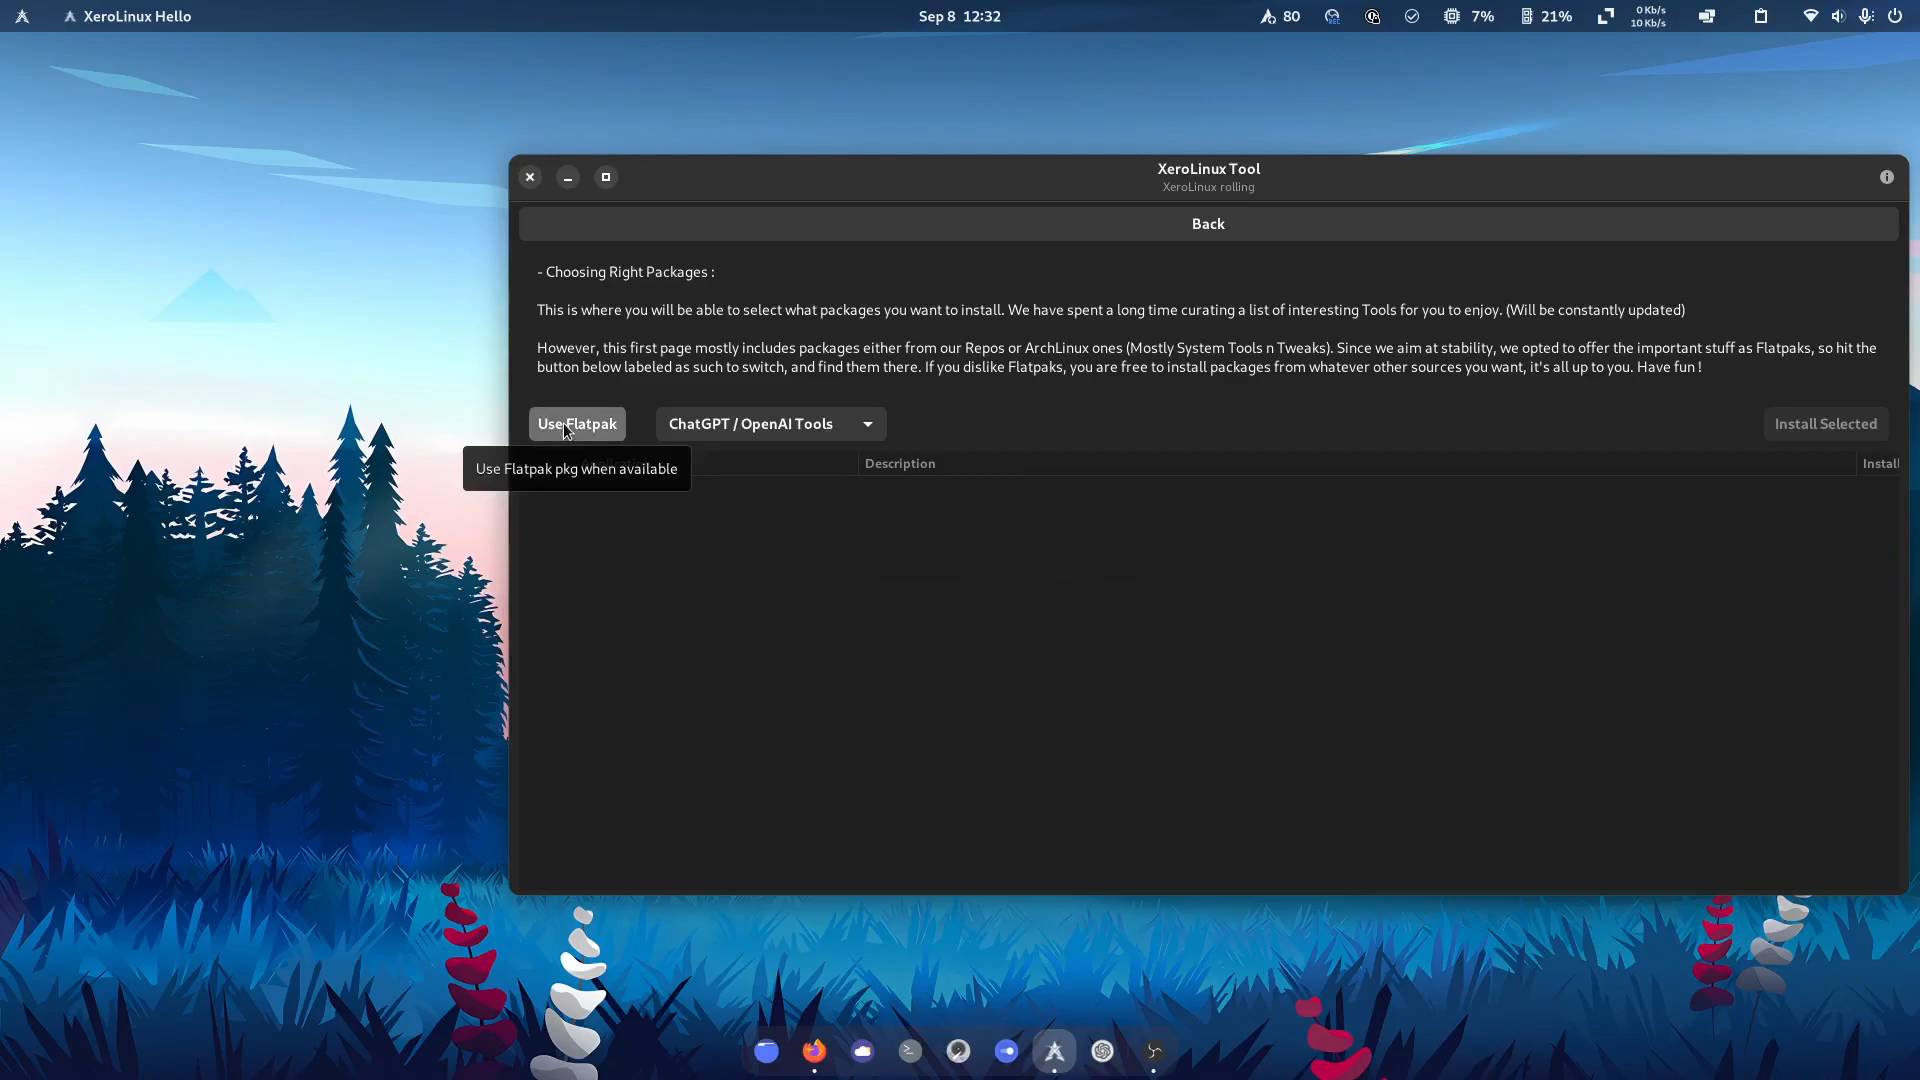 XeroLinux Hello
Sep 8 12:32
80
REC
7%
21%
0 Kb/s
10 Kb/s
XeroLinux Tool
XeroLinux rolling
Back
- Choosing Right Packages :
This is where you will be able to select what packages you want to install. We have spent a long time curating a list of interesting Tools for you to enjoy. (Will be constantly updated)
However, this first page mostly includes packages either from our Repos or ArchLinux ones (Mostly System Tools n Tweaks). Since we aim at stability, we opted to offer the important stuff as Flatpaks, so hit the
button below labeled as such to switch, and find them there. If you dislike Flatpaks, you are free to install packages from whatever other sources you want, it's all up to you. Have fun !
Use Flatpak
ChatGPT / OpenAI Tools
Install Selected
Use Flatpak pkg when available
Description
Install